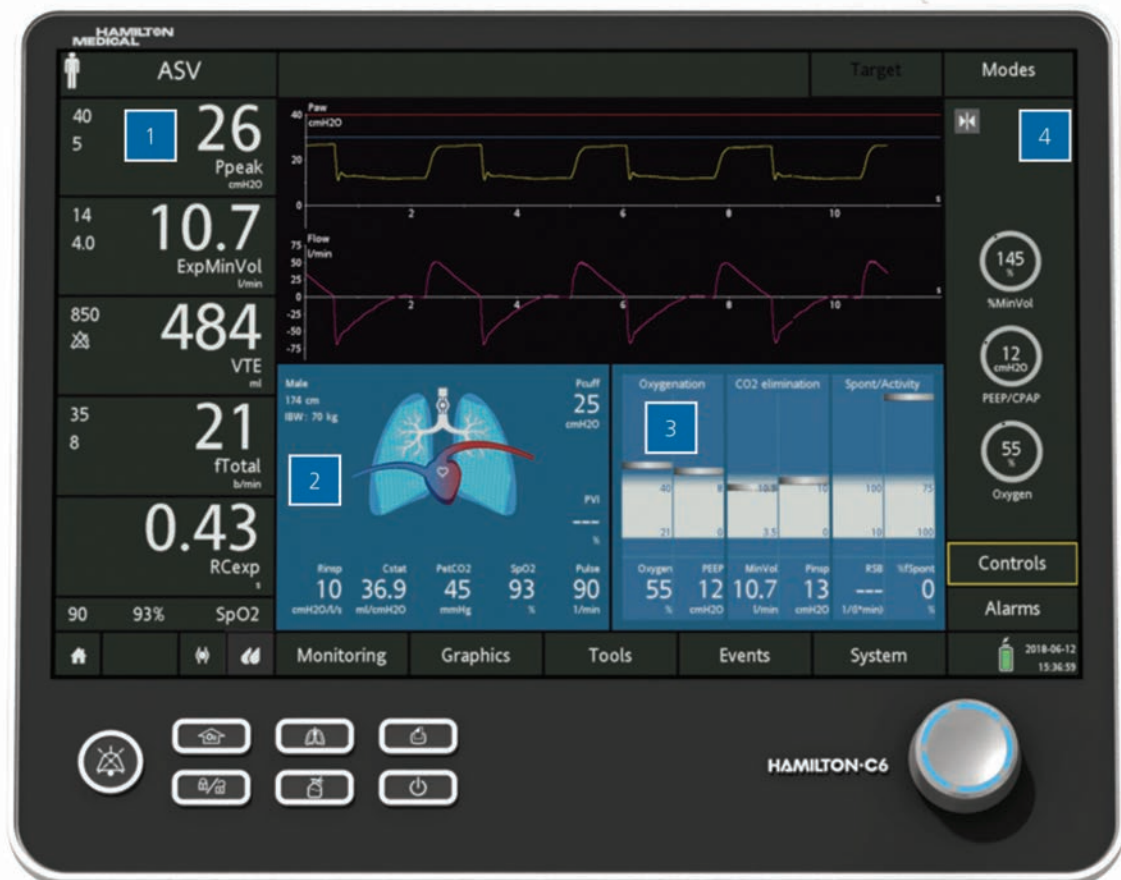 HAMILTON
MEDICAL
ASV
Target
Modes
40
5
1
26
Ppeak
cmH2O
14
4.0
10.7
ExpMinVol
l/min
850
484
VTE
ml
35
8
21
fTotal
b/min
0.43
RCexp
s
90 93% SpO2
Paw
cmH2O
40
20
0
2 4 6 8 10 s
Flow
l/min
75
50
25
0
-25
-50
-75
2 4 6 8 10 s
Male
174 cm
IBW: 70 kg
2
Pcuff
25
cmH2O
PVI
---
%
Rinsp Cstat PetCO2 SpO2 Pulse
10 36.9 45 93 90
cmH2O/l/s ml/cmH2O mmHg % 1/min
Oxygenation CO2 elimination Spont/Activity
3
40 8 10.5 10 100 75
21 0 3.5 0 10 100
Oxygen PEEP MinVol Pinsp RSB %fSpont
55 12 10.7 13 --- 0
% cmH2O l/min cmH2O 1/(l*min) %
4
145
%
%MinVol
12
cmH2O
PEEP/CPAP
55
%
Oxygen
Controls
Alarms
Monitoring Graphics Tools Events System
2018-06-12
15:36:59
O2
HAMILTON-C6